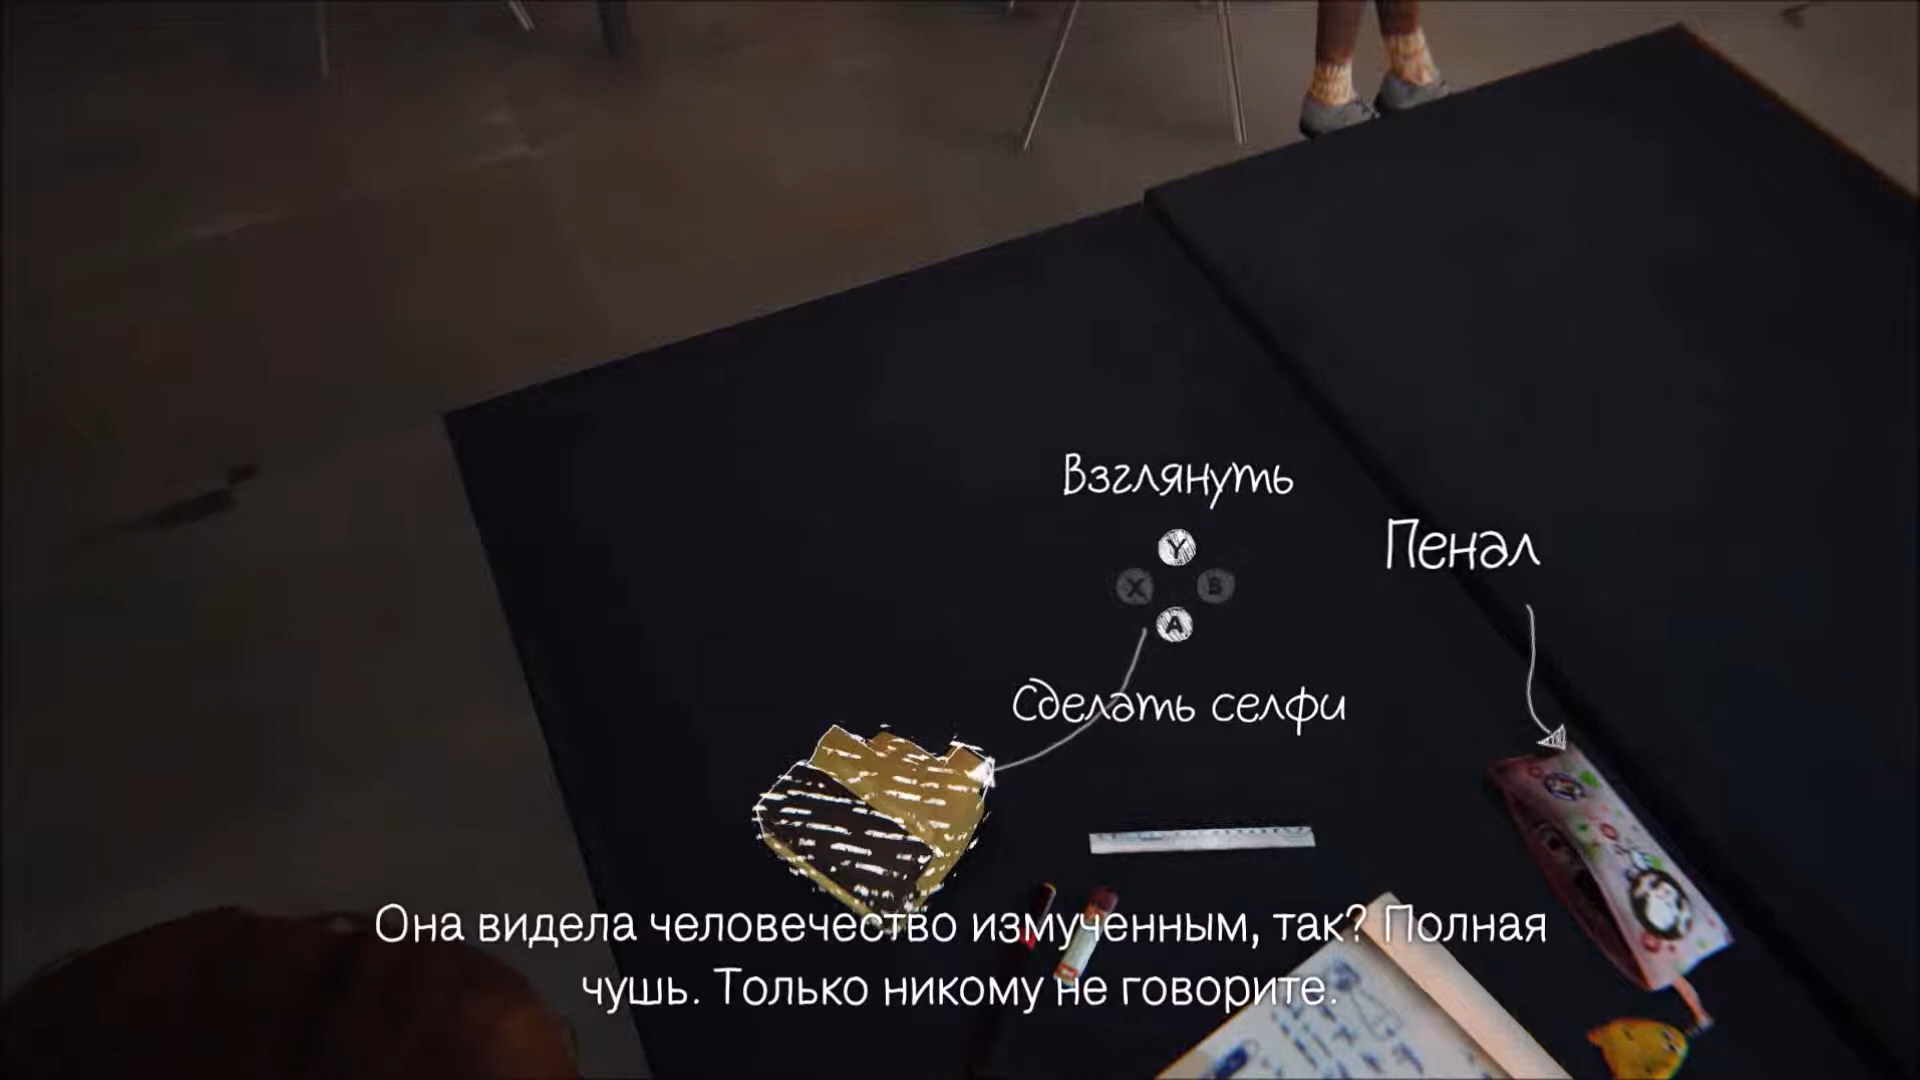 Взглянуть
Y
X B
A
Пенал
Сделать селфи
Она видела человечество измученным, так? Полная
чушь. Только никому не говорите.